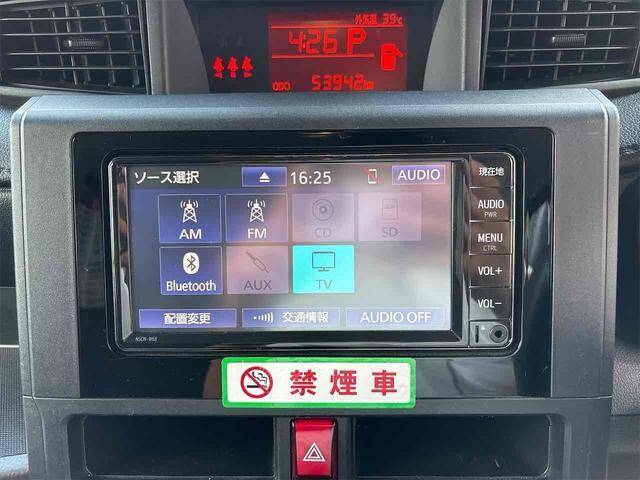 外気温 39℃
4:26 P
ODO 53942km
ソース選択 16:25 AUDIO
AM FM CD SD
Bluetooth AUX TV
配置変更 交通情報 AUDIO OFF
現在地
AUDIO
PWR
MENU
CTRL
VOL+
VOL-
NSCN-W68
禁煙車